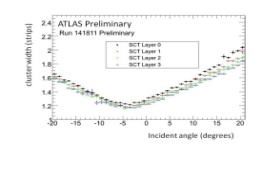 ATLAS Preliminary
Run 141811 Preliminary
SCT Layer 0
SCT Layer 1
SCT Layer 2
SCT Layer 3
cluster width (strips)
2.4
2.2
2
1.8
1.6
1.4
1.2
-20 -15 -10 -5 0 5 10 15 20
Incident angle (degrees)